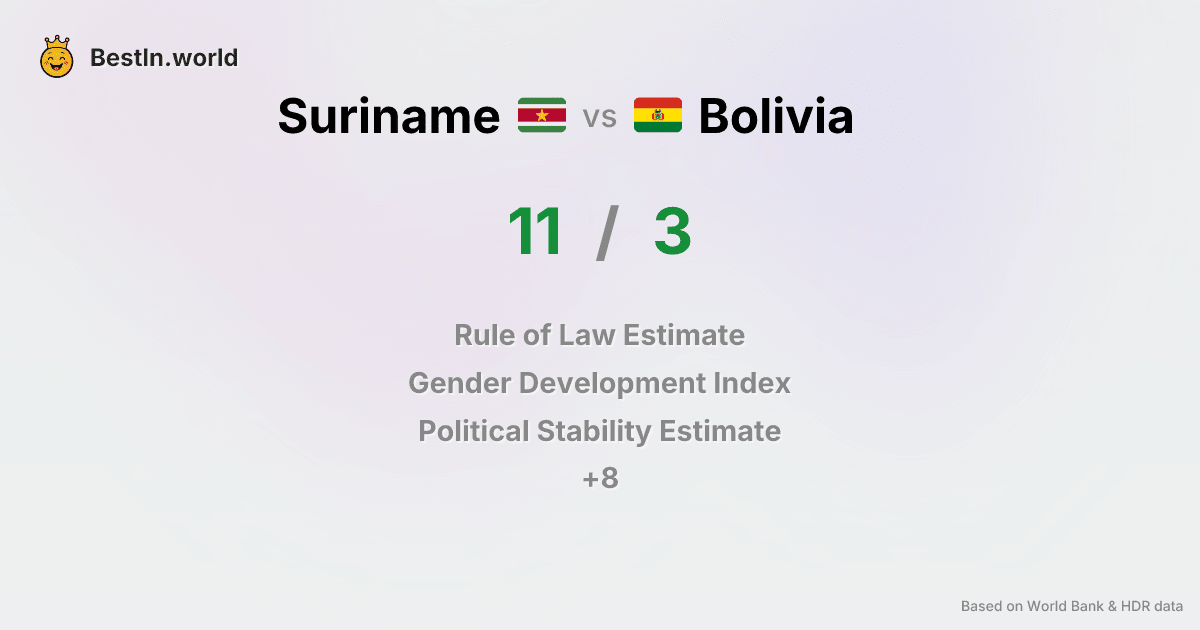 BestIn.world
Suriname vs Bolivia
11 / 3
Rule of Law Estimate
Gender Development Index
Political Stability Estimate
+8
Based on World Bank & HDR data